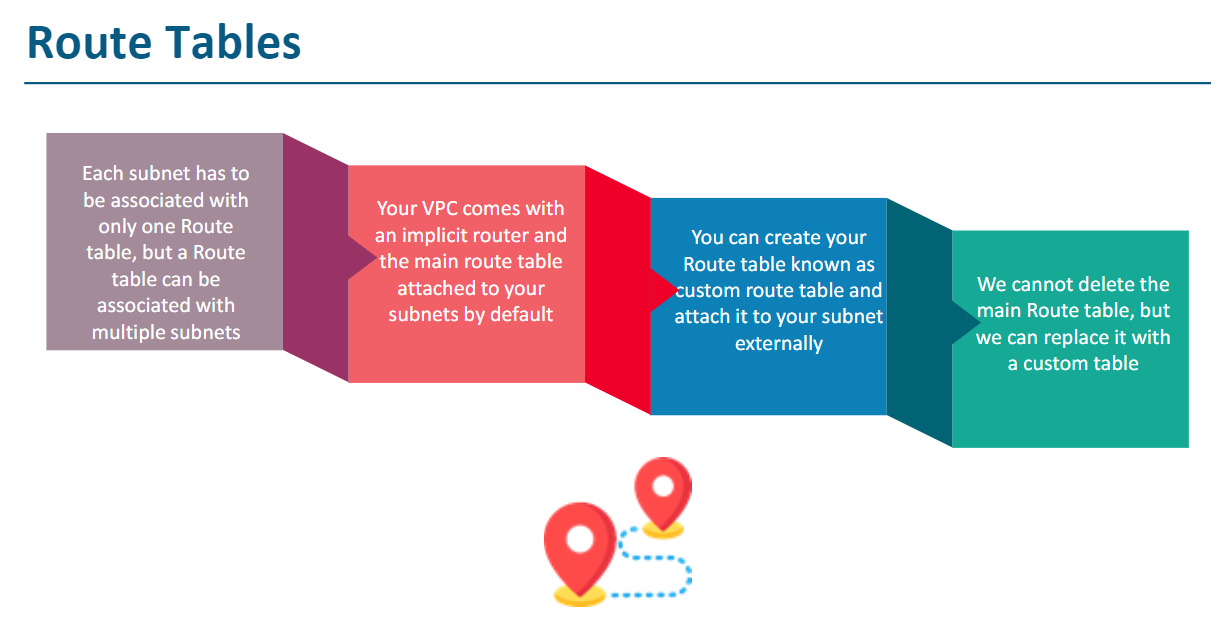 Route Tables
Each subnet has to
be associated with
only one Route
table, but a Route
table can be
associated with
multiple subnets
Your VPC comes with
an implicit router and
the main route table
attached to your
subnets by default
You can create your
Route table known as
custom route table and
attach it to your subnet
externally
We cannot delete the
main Route table, but
we can replace it with
a custom table